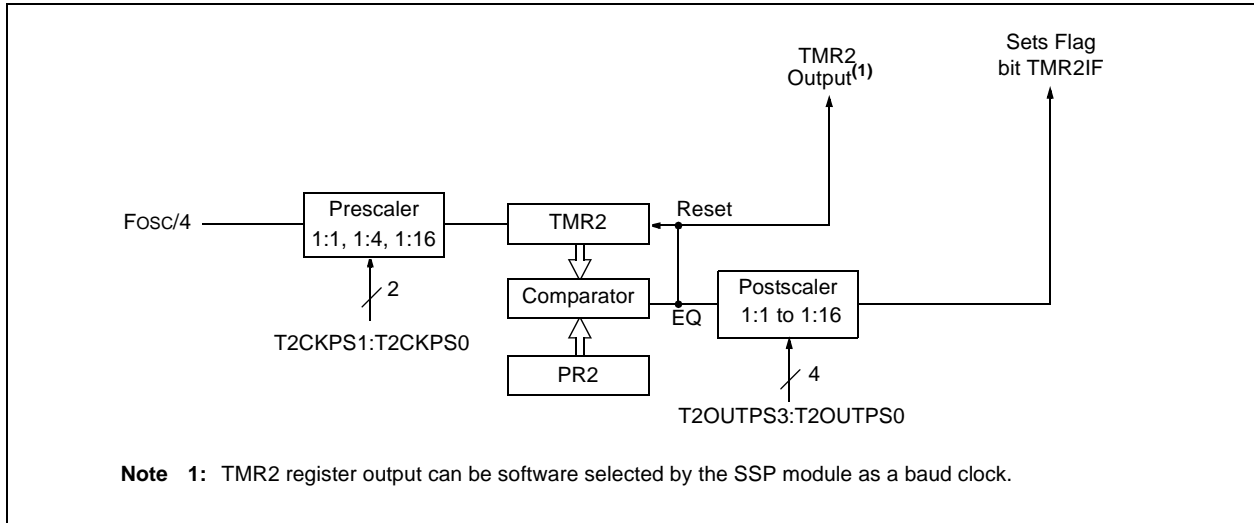 TMR2
Output(1)
Sets Flag
bit TMR2IF
FOSC/4
Prescaler
1:1, 1:4, 1:16
2
T2CKPS1:T2CKPS0
TMR2
Reset
Comparator
EQ
PR2
Postscaler
1:1 to 1:16
4
T2OUTPS3:T2OUTPS0
Note 1: TMR2 register output can be software selected by the SSP module as a baud clock.